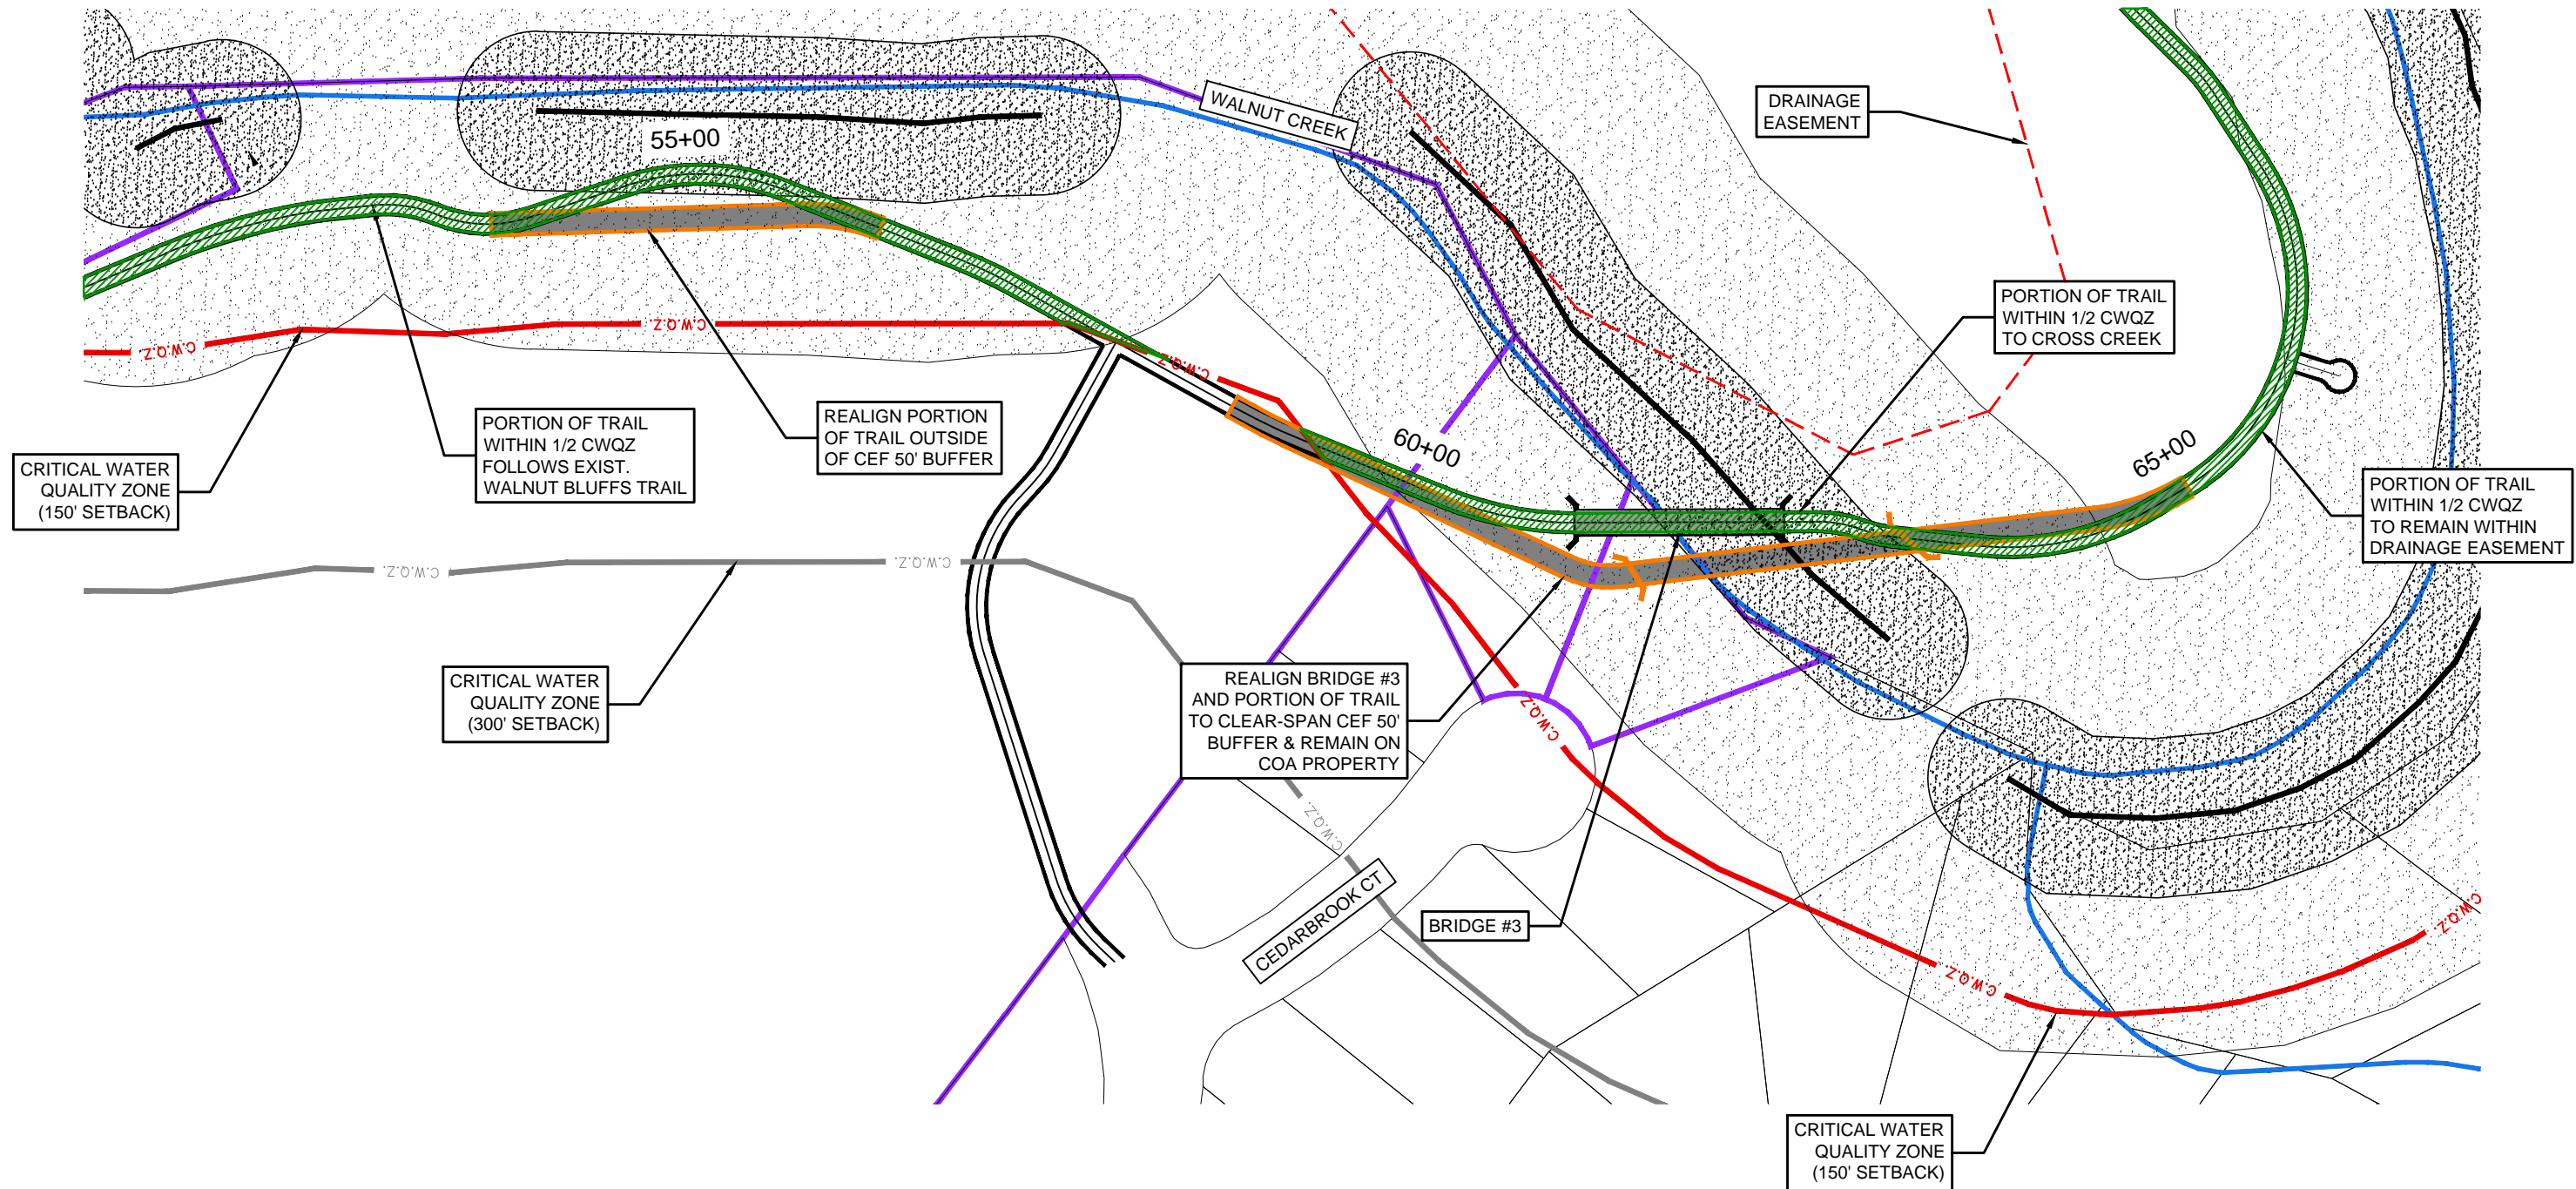 55+00
WALNUT CREEK
DRAINAGE
EASEMENT
PORTION OF TRAIL
WITHIN 1/2 CWQZ
TO CROSS CREEK
C.W.Q.Z.
C.W.Q.Z.
C.W.Q.Z.
CRITICAL WATER
QUALITY ZONE
(150' SETBACK)
PORTION OF TRAIL
WITHIN 1/2 CWQZ
FOLLOWS EXIST.
WALNUT BLUFFS TRAIL
REALIGN PORTION
OF TRAIL OUTSIDE
OF CEF 50' BUFFER
60+00
65+00
PORTION OF TRAIL
WITHIN 1/2 CWQZ
TO REMAIN WITHIN
DRAINAGE EASEMENT
C.W.Q.Z.
C.W.Q.Z.
CRITICAL WATER
QUALITY ZONE
(300' SETBACK)
REALIGN BRIDGE #3
AND PORTION OF TRAIL
TO CLEAR-SPAN CEF 50'
BUFFER & REMAIN ON
COA PROPERTY
C.W.Q.Z.
C.W.Q.Z.
CEDARBROOK CT
BRIDGE #3
C.W.Q.Z.
C.W.Q.Z.
CRITICAL WATER
QUALITY ZONE
(150' SETBACK)